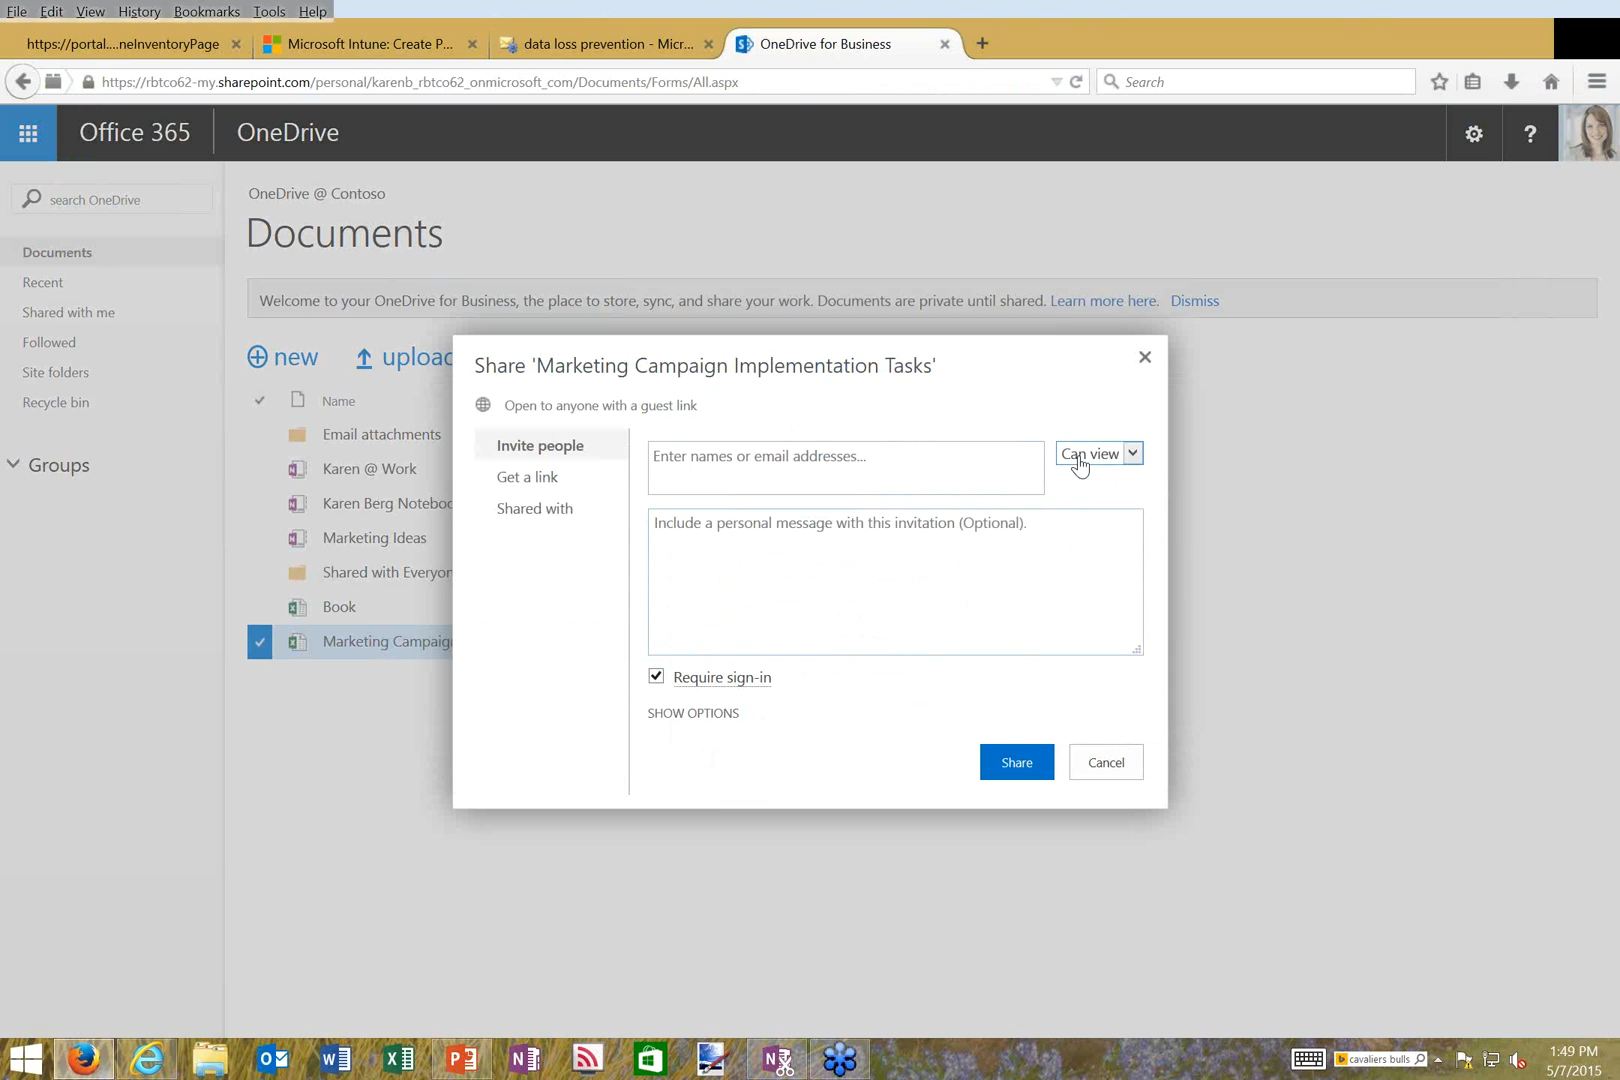 File Edit View History Bookmarks Tools Help
https://portal....neInventoryPage
Microsoft Intune: Create P...
data loss prevention - Micr...
OneDrive for Business
https://rbtco62-my.sharepoint.com/personal/karenb_rbtco62_onmicrosoft_com/Documents/Forms/All.aspx
Search
Office 365
OneDrive
?
search OneDrive
Documents
Recent
Shared with me
Followed
Site folders
Recycle bin
Groups
OneDrive @ Contoso
Documents
Welcome to your OneDrive for Business, the place to store, sync, and share your work. Documents are private until shared. Learn more here. Dismiss
new
upload
Name
Email attachments
Karen @ Work
Karen Berg Noteboo
Marketing Ideas
Shared with Everyon
Book
Marketing Campaig
Share 'Marketing Campaign Implementation Tasks'
Open to anyone with a guest link
Invite people
Get a link
Shared with
Enter names or email addresses...
Can view
Include a personal message with this invitation (Optional).
Require sign-in
SHOW OPTIONS
Share
Cancel
cavaliers bulls
1:49 PM
5/7/2015